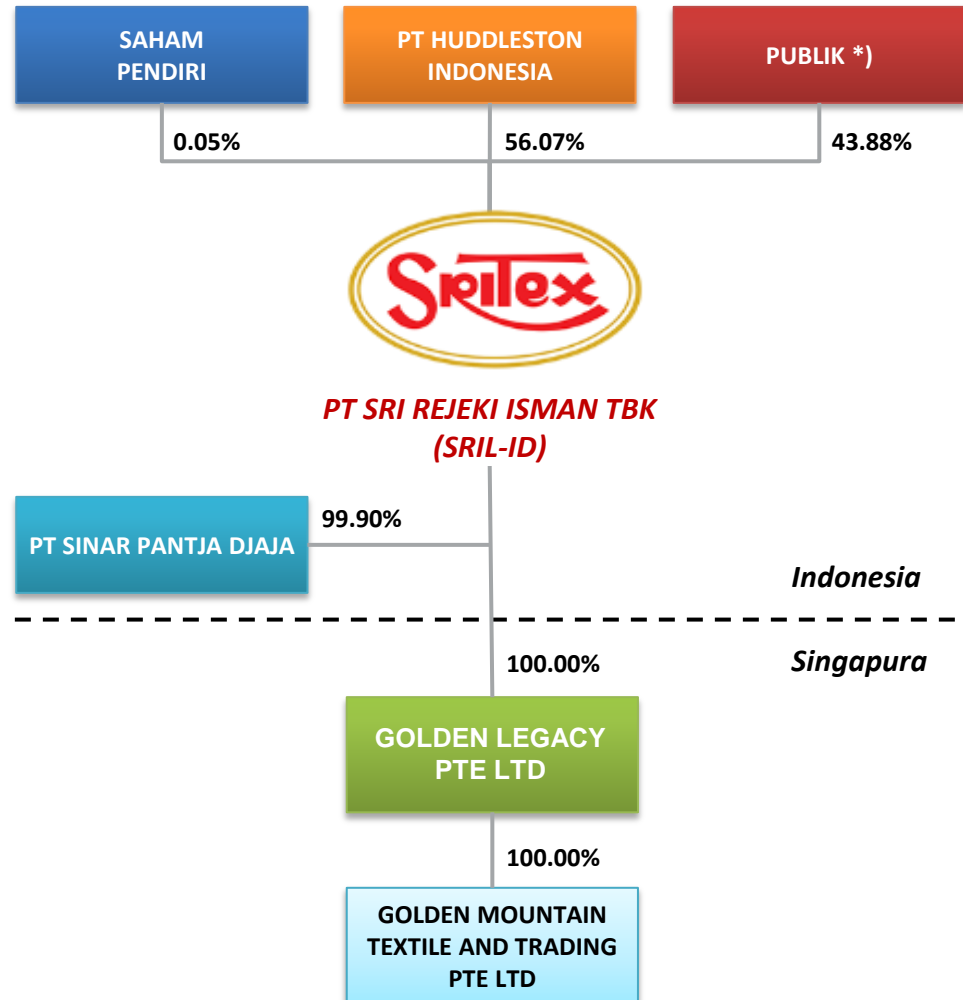 SAHAM
PENDIRI
PT HUDDLESTON
INDONESIA
PUBLIK *)
0.05%
56.07%
43.88%
SRITEX
PT SRI REJEKI ISMAN TBK
(SRIL-ID)
99.90%
PT SINAR PANTJA DJAJA
Indonesia
Singapura
100.00%
GOLDEN LEGACY
PTE LTD
100.00%
GOLDEN MOUNTAIN
TEXTILE AND TRADING
PTE LTD